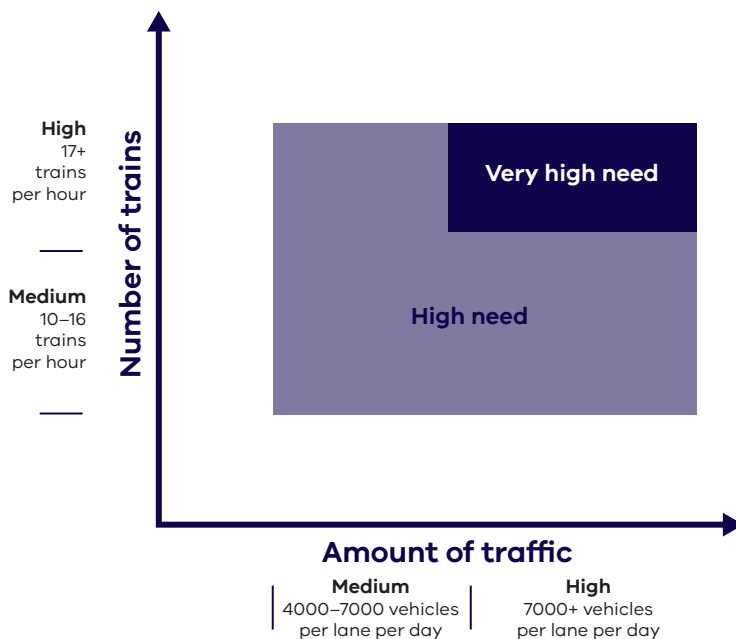 High
17+
trains
per hour
Medium
10–16
trains
per hour
Number of trains
Very high need
High need
Amount of traffic
Medium
4000–7000 vehicles
per lane per day
High
7000+ vehicles
per lane per day